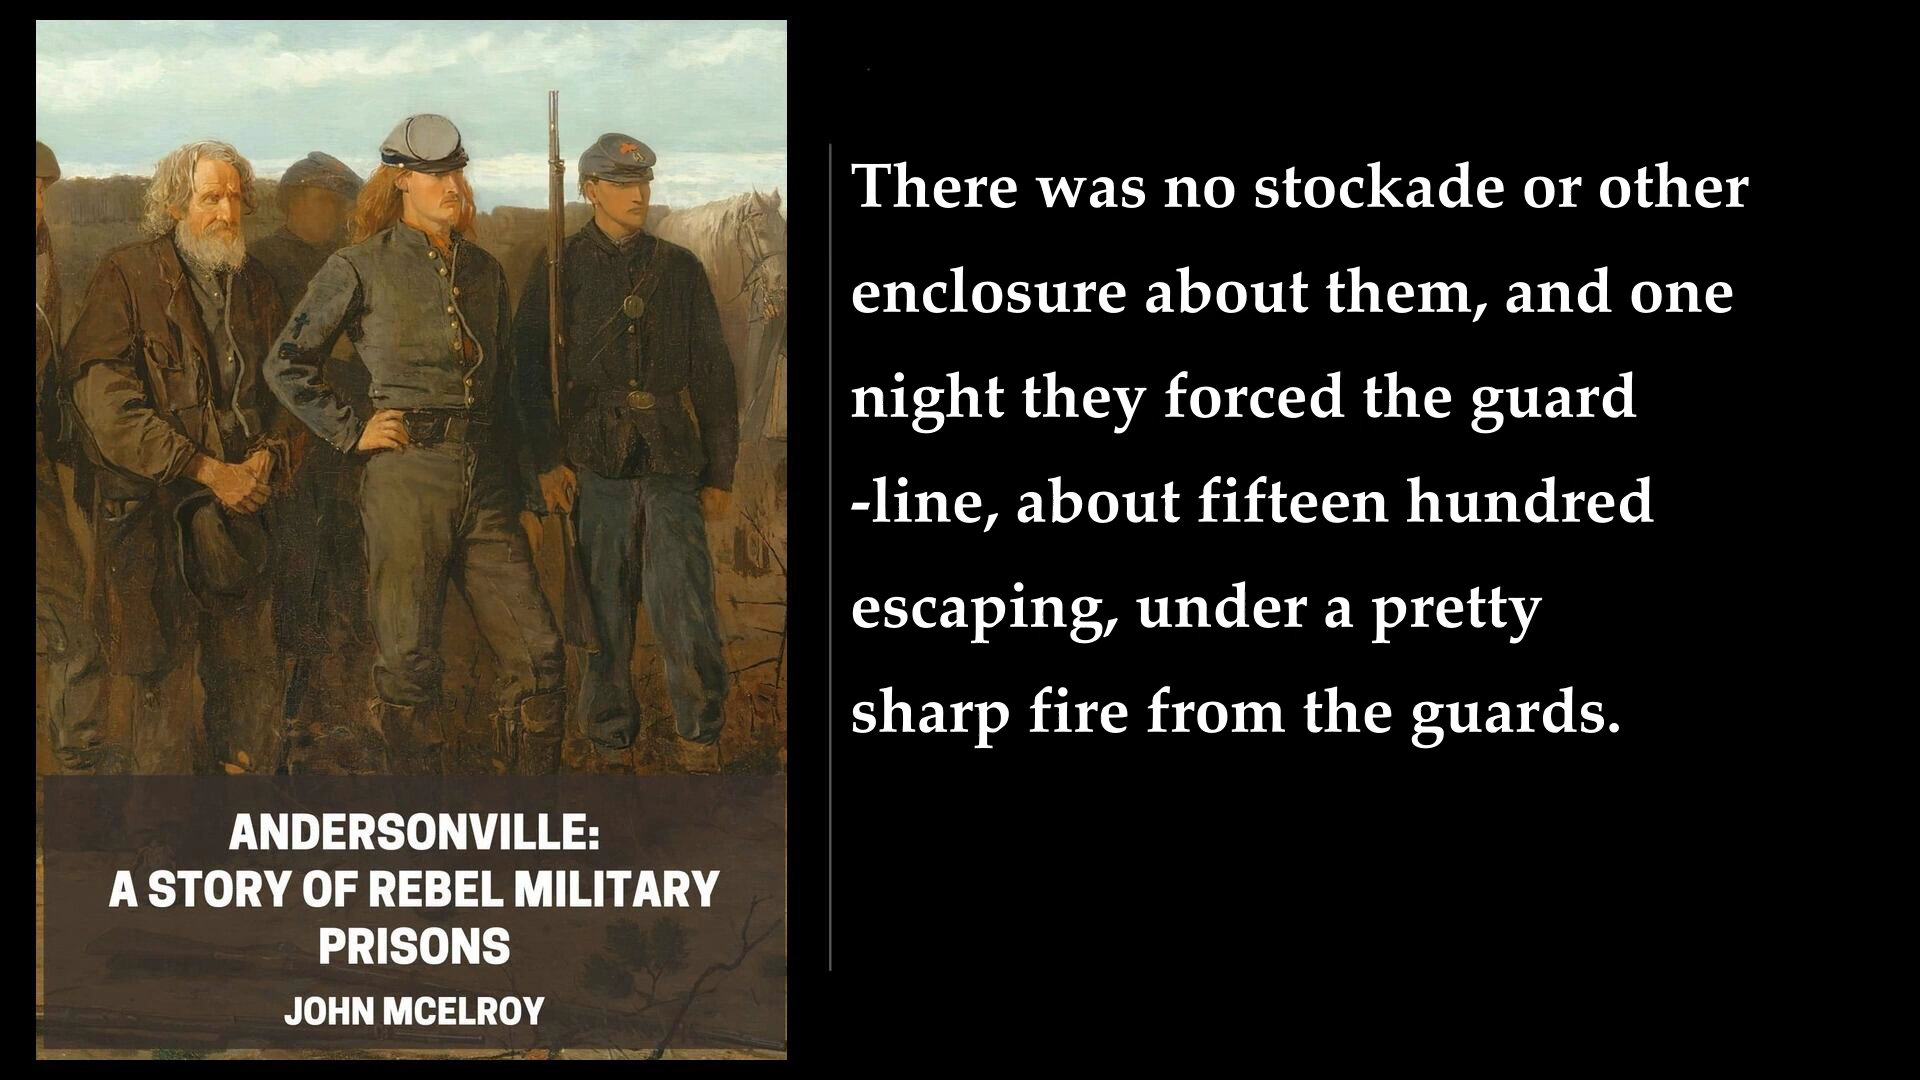 There was no stockade or other
enclosure about them, and one
night they forced the guard
-line, about fifteen hundred
escaping, under a pretty
sharp fire from the guards.
ANDERSONVILLE:
A STORY OF REBEL MILITARY
PRISONS
JOHN MCELROY